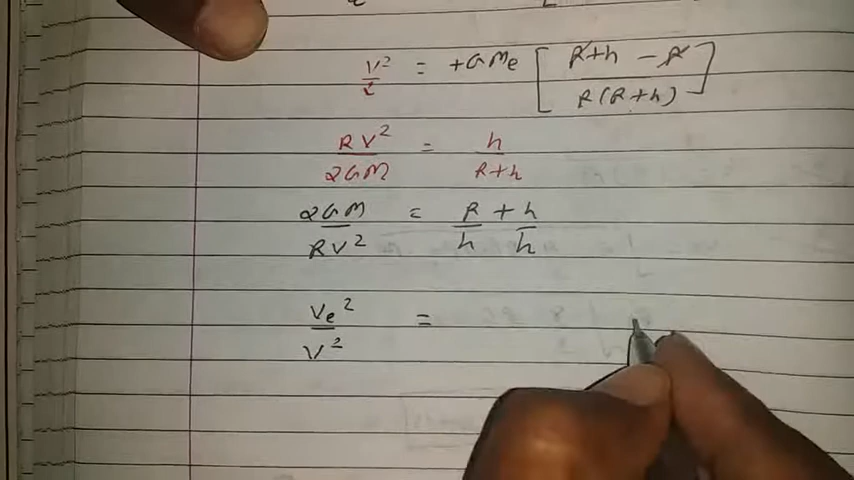 v²/2 = +GMe [ R+h - R / R(R+h) ]
RV²/2GM = h/R+h
2GM/RV² = R/h + h/h
Ve²/V² =